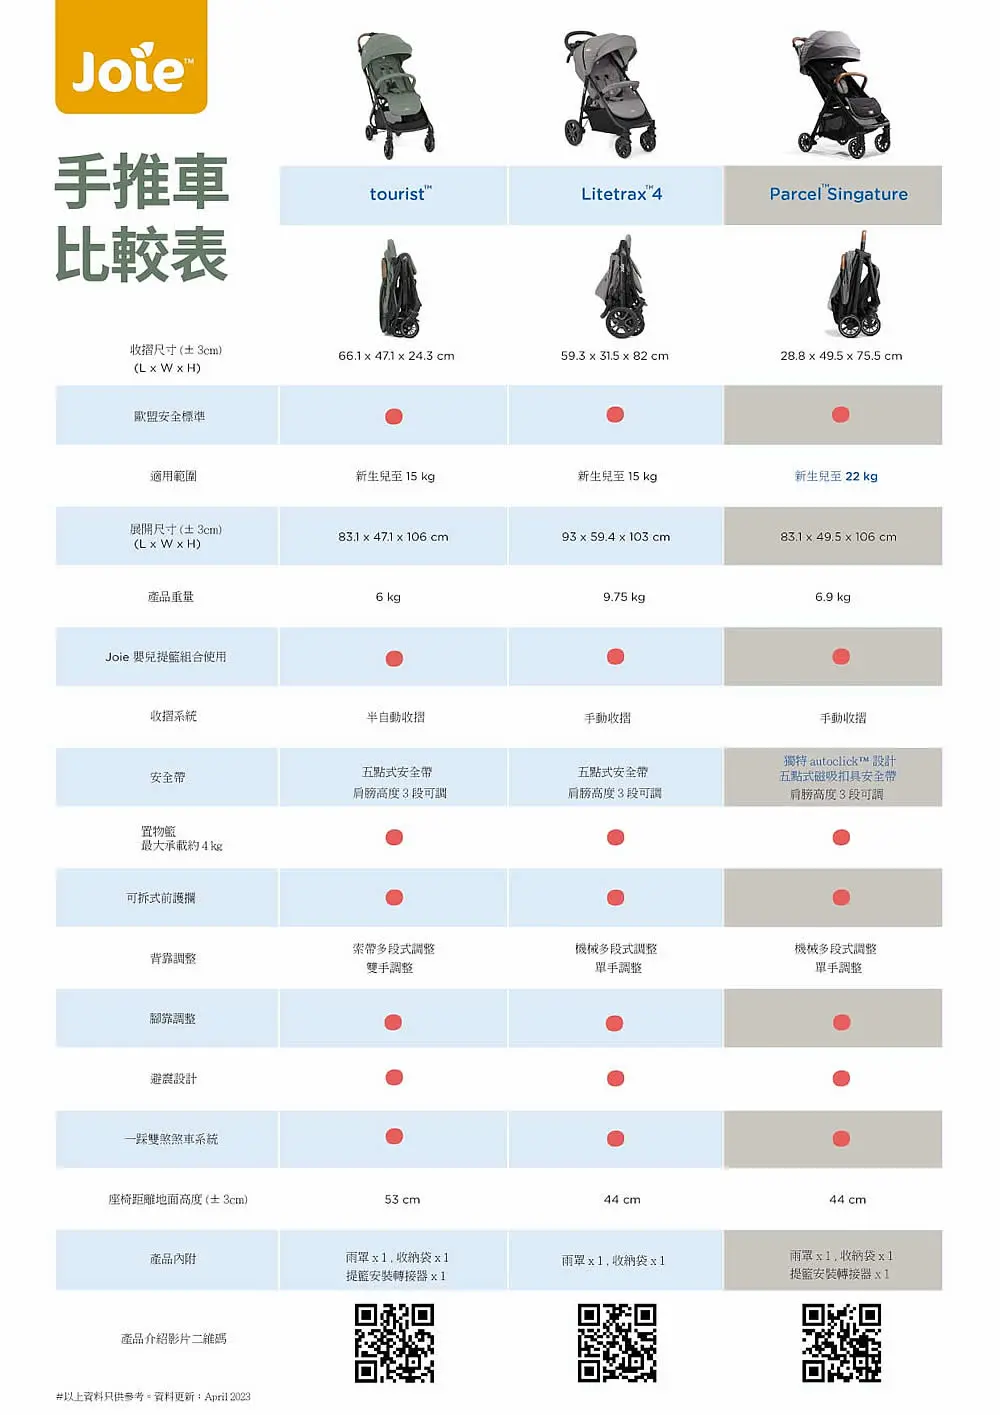 Joie™
手推車
比較表
tourist™
Litetrax™4
Parcel™Singature
收摺尺寸 (± 3cm)
(L x W x H)
66.1 x 47.1 x 24.3 cm
59.3 x 31.5 x 82 cm
28.8 x 49.5 x 75.5 cm
歐盟安全標準
適用範圍
新生兒至 15 kg
新生兒至 15 kg
新生兒至 22 kg
展開尺寸 (± 3cm)
(L x W x H)
83.1 x 47.1 x 106 cm
93 x 59.4 x 103 cm
83.1 x 49.5 x 106 cm
產品重量
6 kg
9.75 kg
6.9 kg
Joie 嬰兒提籃組合使用
收摺系統
半自動收摺
手動收摺
手動收摺
安全帶
五點式安全帶
肩膀高度 3 段可調
五點式安全帶
肩膀高度 3 段可調
獨特 autoclick™ 設計
五點式磁吸扣具安全帶
肩膀高度 3 段可調
置物籃
最大承載約 4 kg
可拆式前護攔
背靠調整
索帶多段式調整
雙手調整
機械多段式調整
單手調整
機械多段式調整
單手調整
腳靠調整
避震設計
一踩雙煞煞車系統
座椅距離地面高度 (± 3cm)
53 cm
44 cm
44 cm
產品內附
雨罩 x 1 , 收納袋 x 1
提籃安裝轉接器 x 1
雨罩 x 1 , 收納袋 x 1
雨罩 x 1 , 收納袋 x 1
提籃安裝轉接器 x 1
產品介紹影片二維碼
#以上資料只供參考。資料更新：April 2023